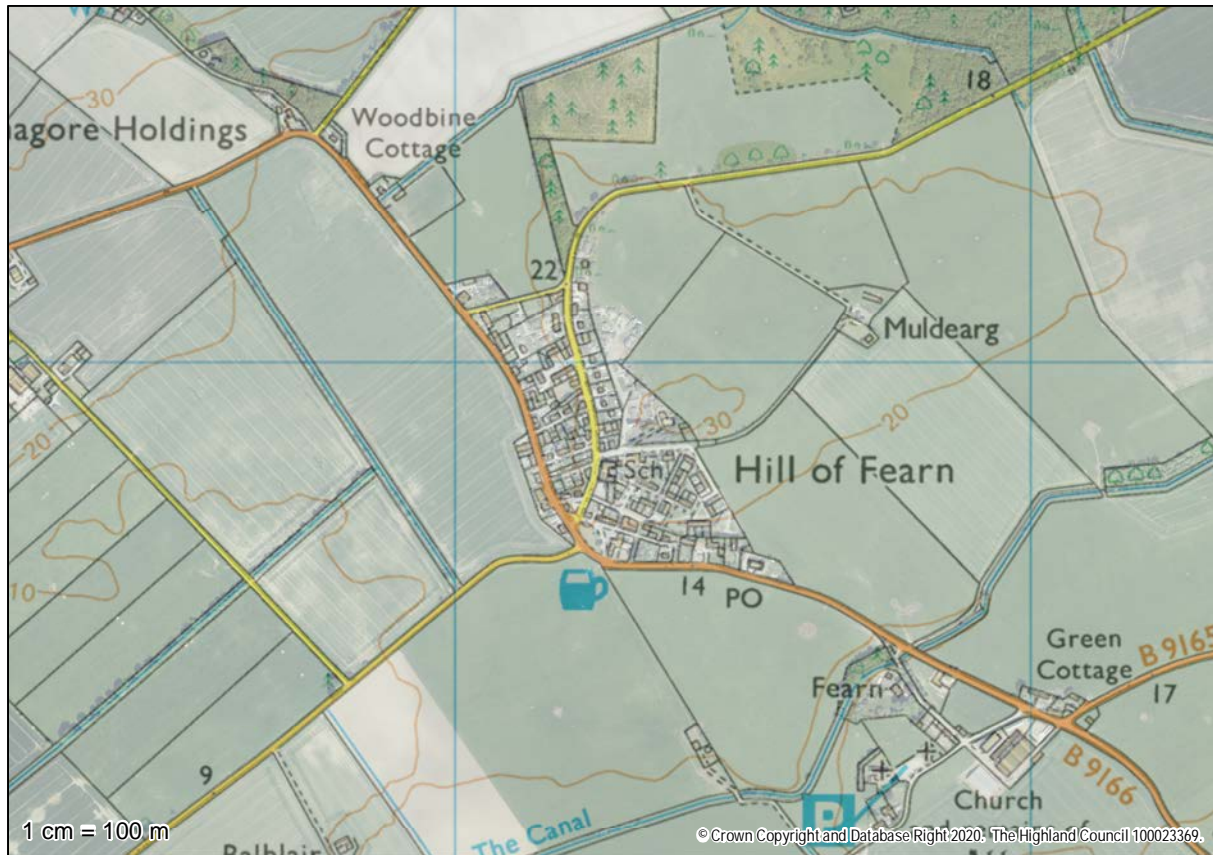 30
agore Holdings
Woodbine
Cottage
18
22
Muldearg
20
30
20
Sch
Hill of Fearn
10
14
PO
Green
Cottage
B 9165
17
Fearn
9
B 9166
P
Church
The Canal
Balblair
1 cm = 100 m
© Crown Copyright and Database Right 2020. The Highland Council 100023369.